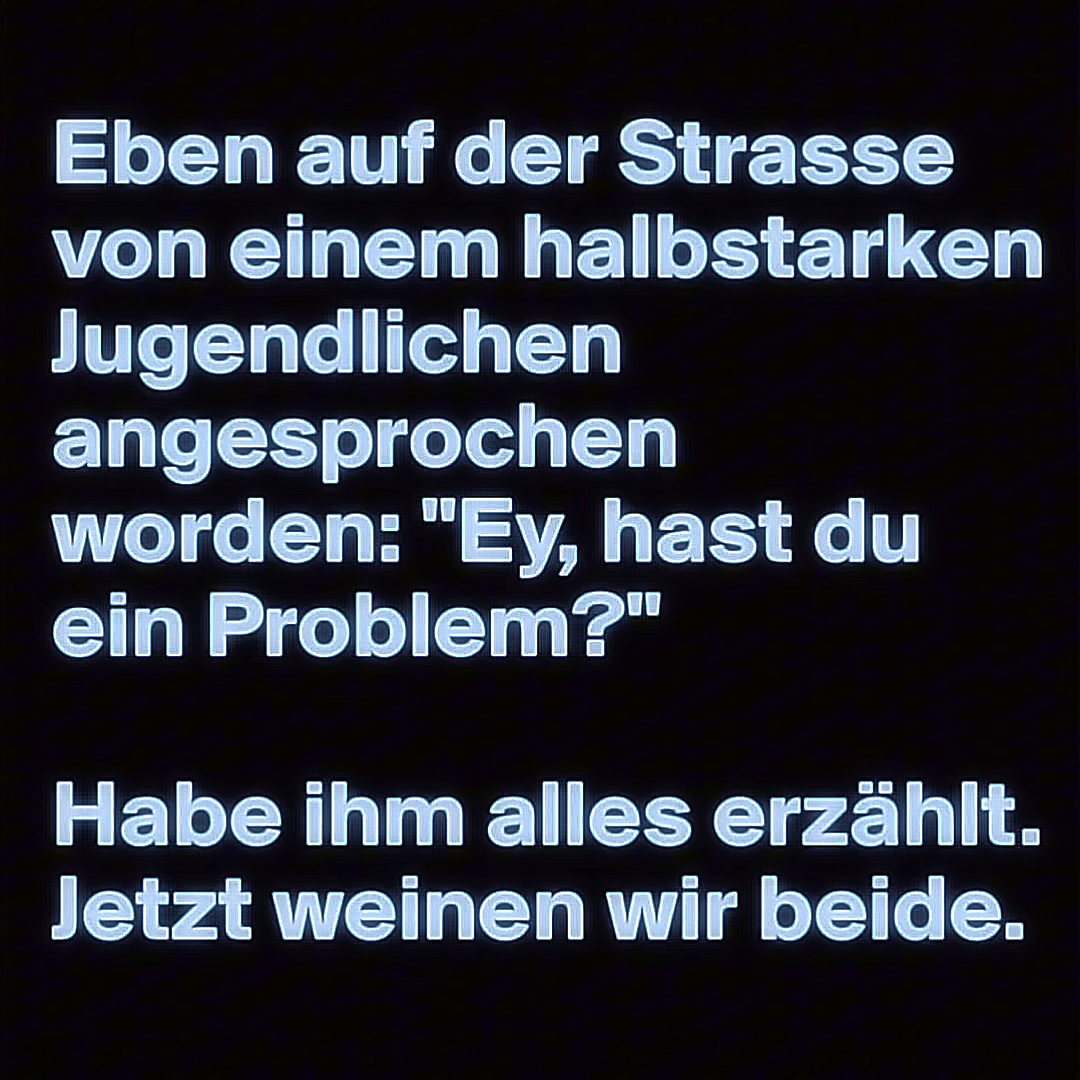 Eben auf der Strasse
von einem halbstarken
Jugendlichen
angesprochen
worden: "Ey, hast du
ein Problem?"
Habe ihm alles erzählt.
Jetzt weinen wir beide.